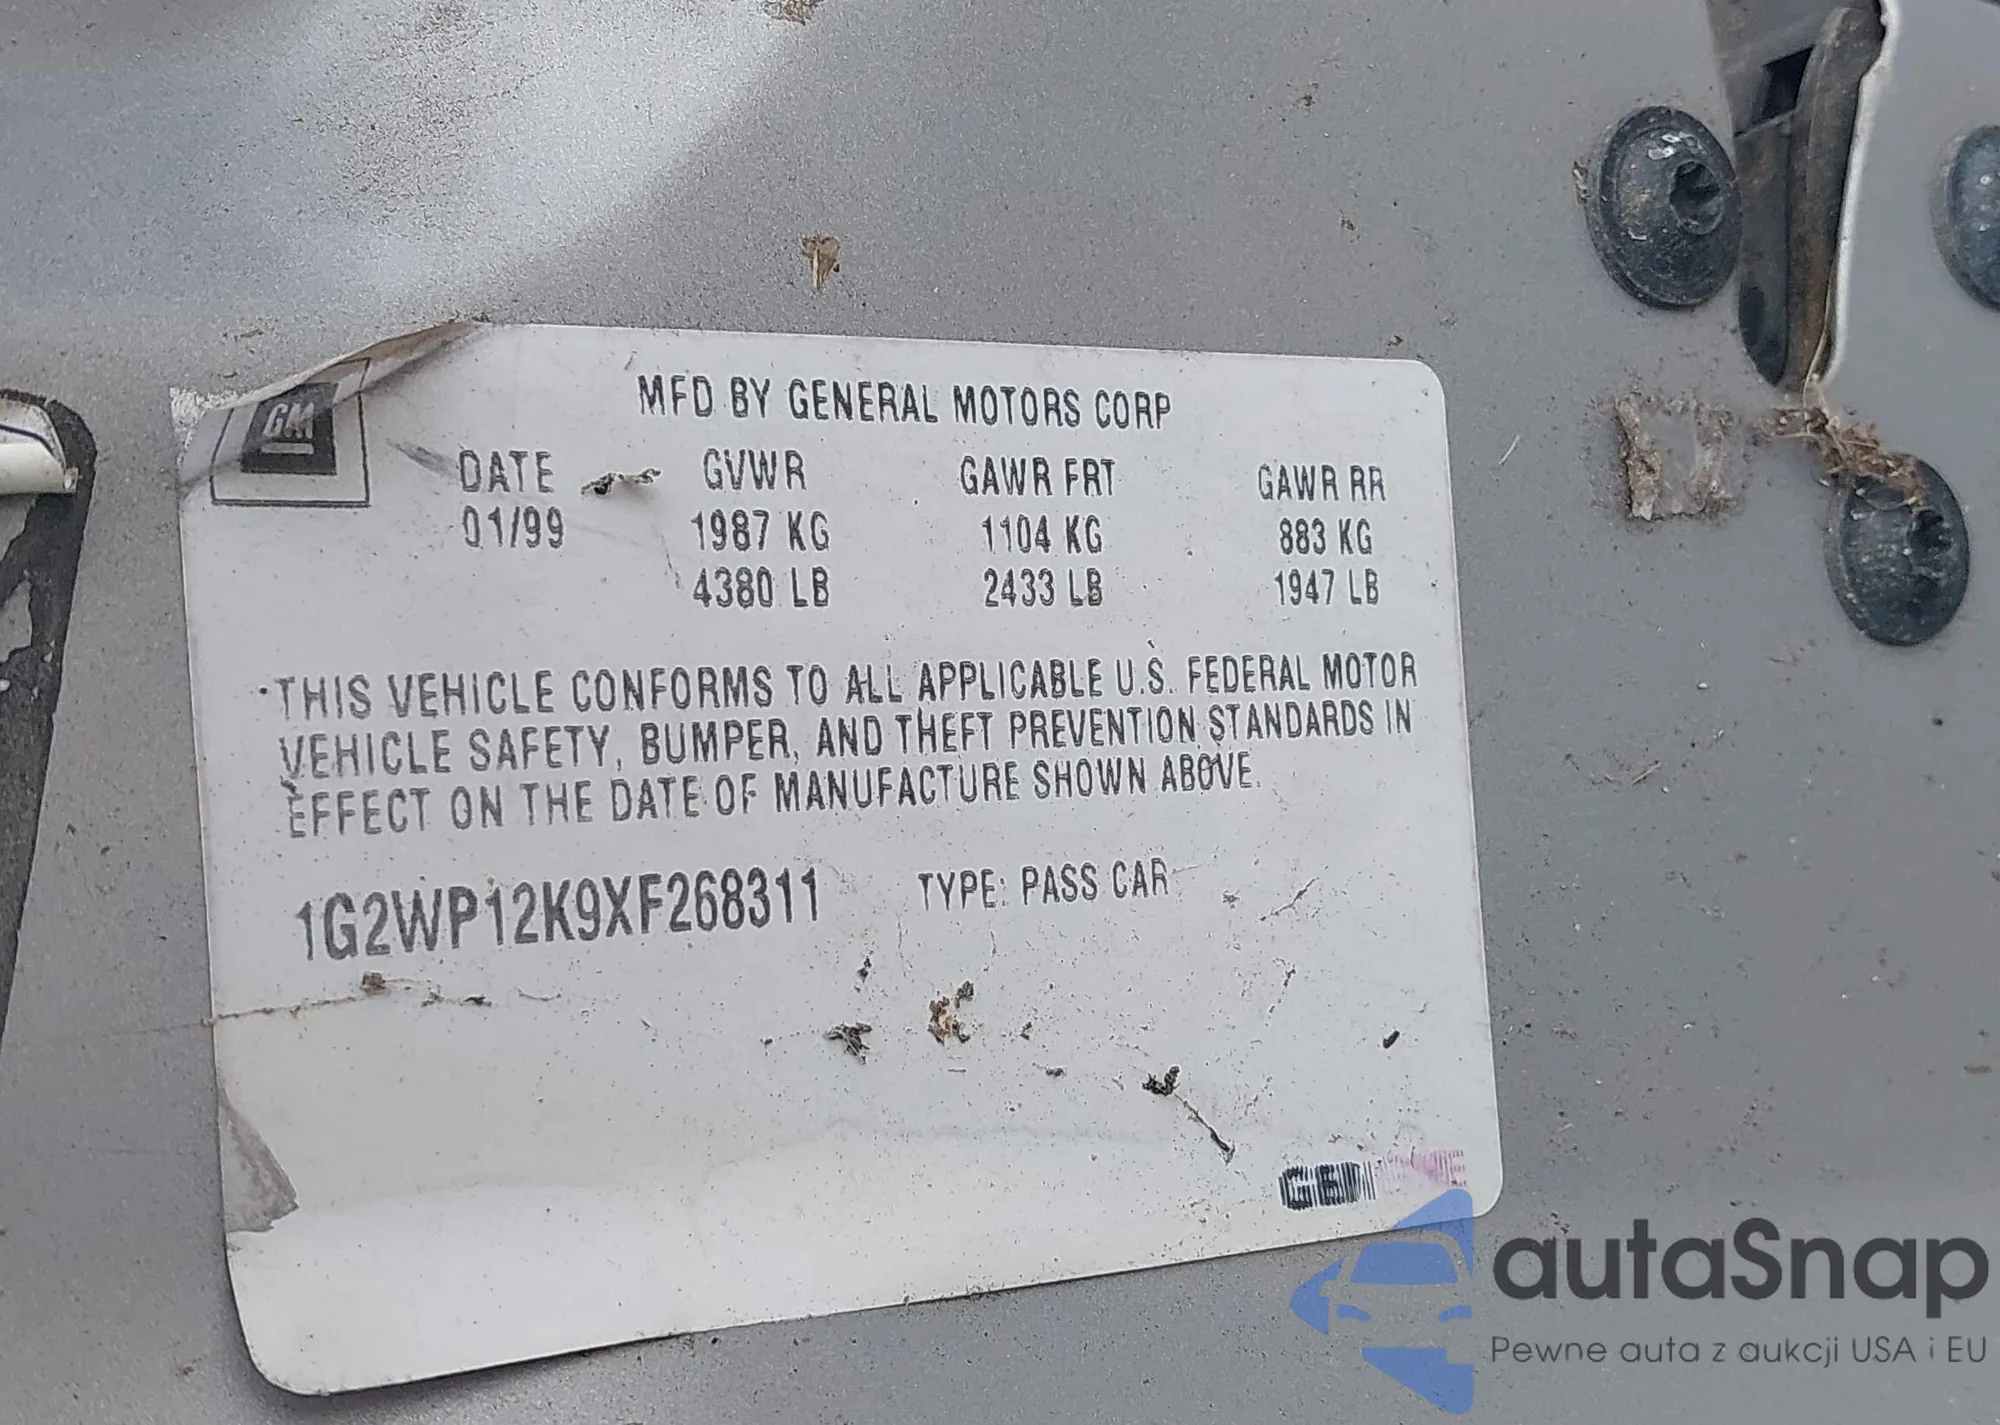 GM
MFD BY GENERAL MOTORS CORP
DATE GVWR GAWR FRT GAWR RR
01/99 1987 KG 1104 KG 883 KG
4380 LB 2433 LB 1947 LB
THIS VEHICLE CONFORMS TO ALL APPLICABLE U.S. FEDERAL MOTOR
VEHICLE SAFETY, BUMPER, AND THEFT PREVENTION STANDARDS IN
EFFECT ON THE DATE OF MANUFACTURE SHOWN ABOVE.
1G2WP12K9XF268311 TYPE: PASS CAR
autaSnap
Pewne auta z aukcji USA i EU